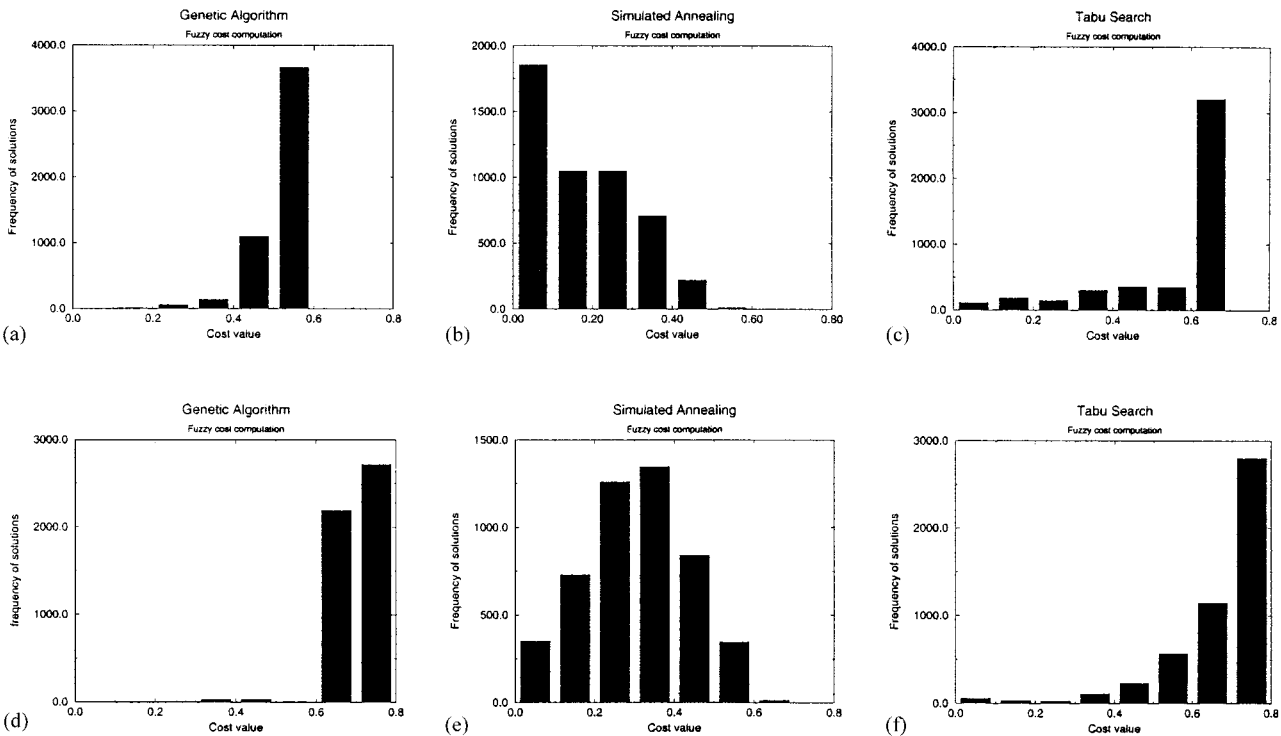 Genetic Algorithm
Fuzzy cost computation
4000.0
3000.0
2000.0
1000.0
0.0
Frequency of solutions
0.0 0.2 0.4 0.6 0.8
Cost value
(a)
Simulated Annealing
Fuzzy cost computation
2000.0
1500.0
1000.0
500.0
0.0
Frequency of solutions
0.00 0.20 0.40 0.60 0.80
Cost value
(b)
Tabu Search
Fuzzy cost computation
4000.0
3000.0
2000.0
1000.0
0.0
Frequency of solutions
0.0 0.2 0.4 0.6 0.8
Cost value
(c)
Genetic Algorithm
Fuzzy cost computation
3000.0
2000.0
1000.0
0.0
frequency of solutions
0.0 0.2 0.4 0.6 0.8
Cost value
(d)
Simulated Annealing
Fuzzy cost computation
1500.0
1000.0
500.0
0.0
Frequency of solutions
0.0 0.2 0.4 0.6 0.8
Cost value
(e)
Tabu Search
Fuzzy cost computation
3000.0
2000.0
1000.0
0.0
Frequency of solutions
0.0 0.2 0.4 0.6 0.8
Cost value
(f)